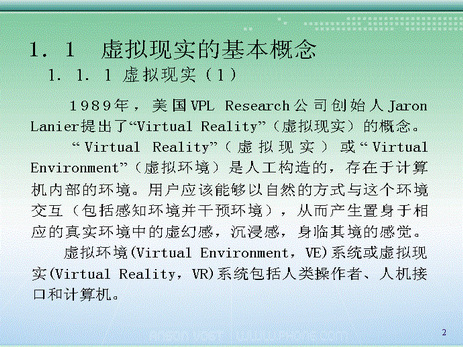 1．1 虚拟现实的基本概念
1．1．1 虚拟现实（1）
1989年，美国VPL Research公司创始人Jaron
Lanier提出了“Virtual Reality”（虚拟现实）的概念。
“Virtual Reality”（虚拟现实）或“Virtual
Environment”（虚拟环境）是人工构造的，存在于计算
机内部的环境。用户应该能够以自然的方式与这个环境
交互（包括感知环境并干预环境），从而产生置身于相
应的真实环境中的虚幻感，沉浸感，身临其境的感觉。
虚拟环境(Virtual Environment，VE)系统或虚拟现
实(Virtual Reality，VR)系统包括人类操作者、人机接
口和计算机。
2